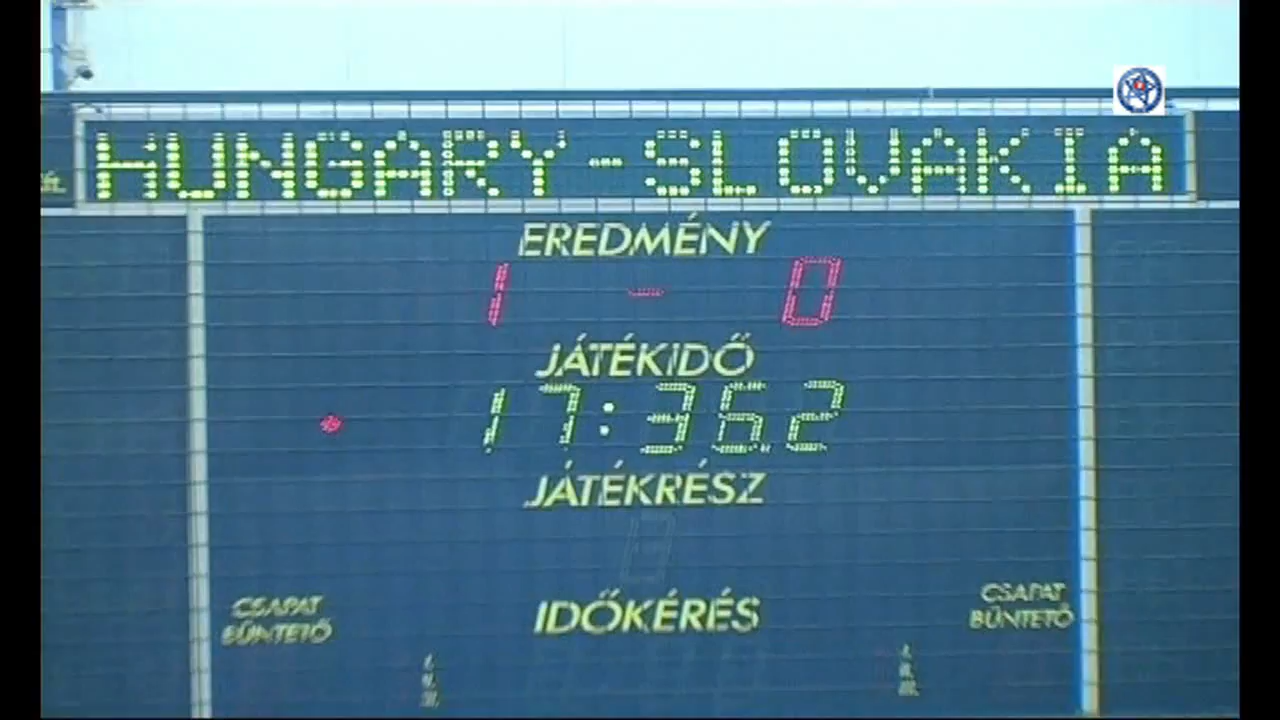 HUNGARY-SLOVAKIA
EREDMÉNY
1 - 0
JÁTÉKIDŐ
17:362
JÁTÉKRÉSZ
CSAPAT BÜNTETŐ
IDŐKÉRÉS
CSAPAT BÜNTETŐ